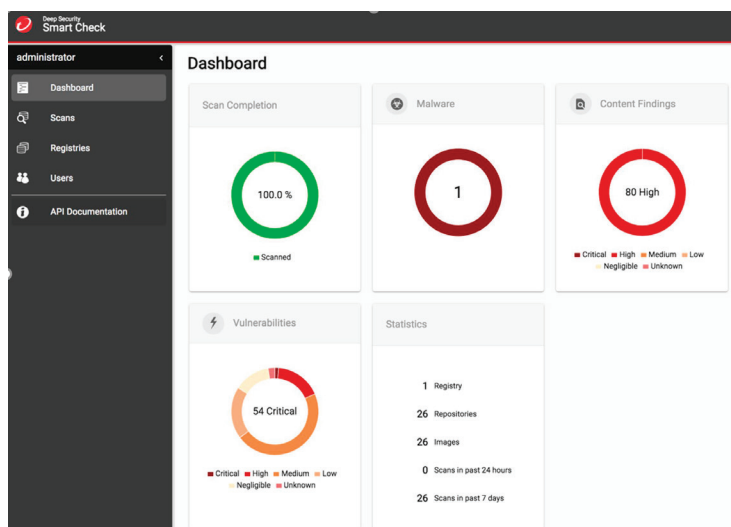 Deep Security
Smart Check
administrator
Dashboard
Scans
Registries
Users
API Documentation
Dashboard
Scan Completion
100.0 %
Scanned
Malware
1
Content Findings
80 High
Critical High Medium Low
Negligible Unknown
Vulnerabilities
54 Critical
Critical High Medium Low
Negligible Unknown
Statistics
1 Registry
26 Repositories
26 Images
0 Scans in past 24 hours
26 Scans in past 7 days